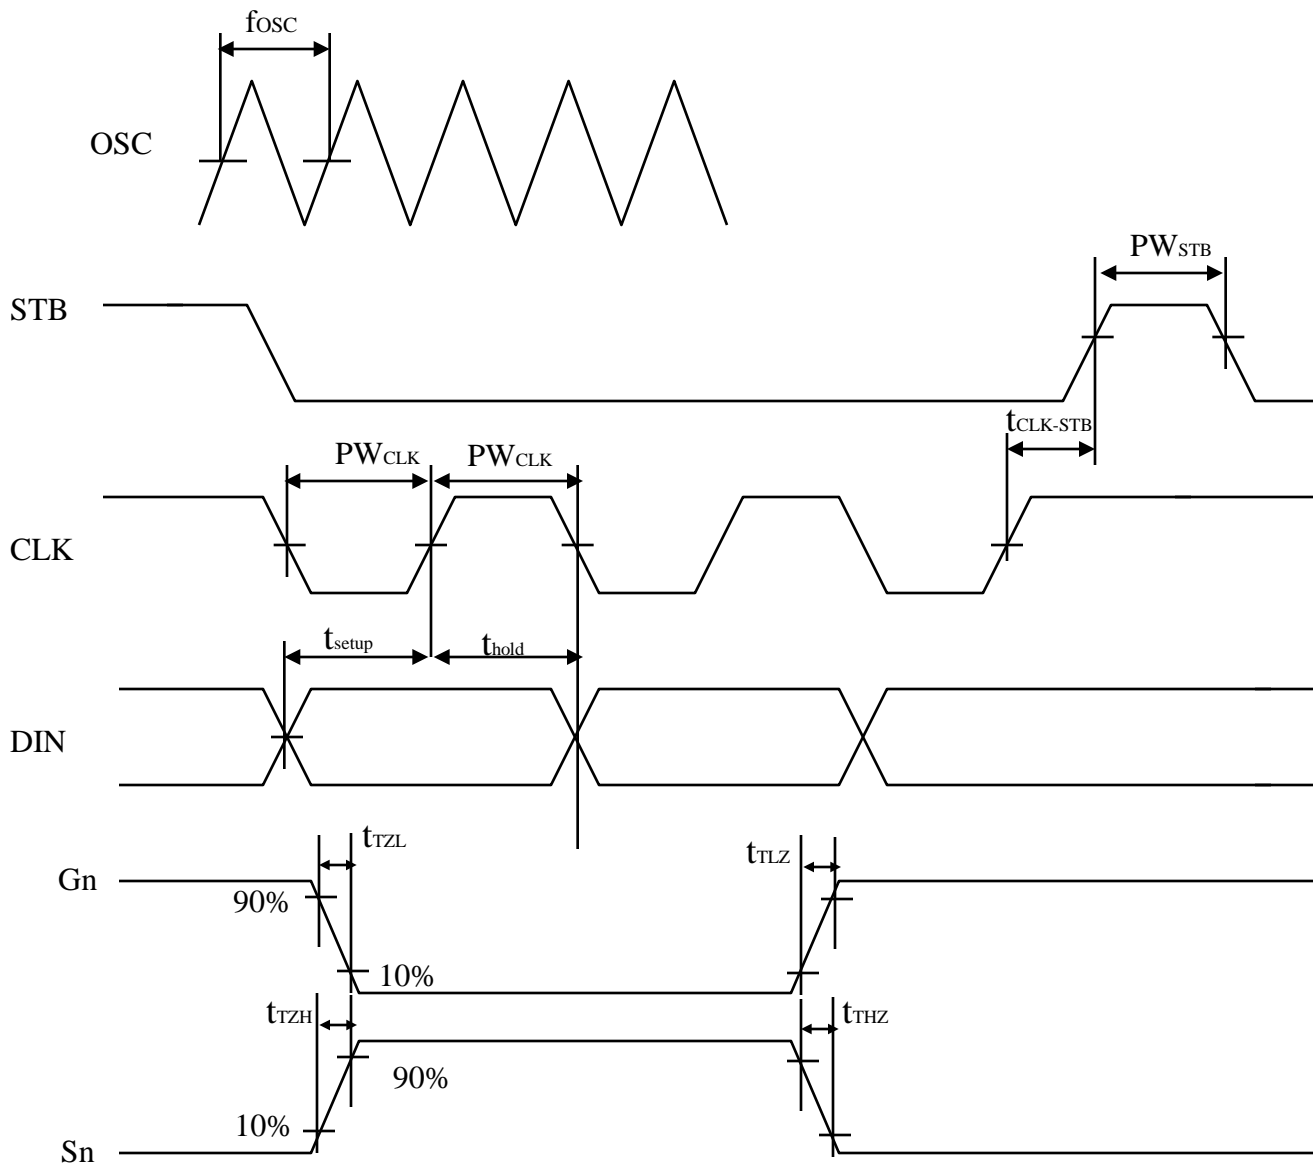 fosc
OSC
PWSTB
STB
tCLK-STB
PWCLK PWCLK
CLK
tsetup thold
DIN
tTZL tTLZ
Gn
90%
10%
tTZH tTHZ
90%
10%
Sn